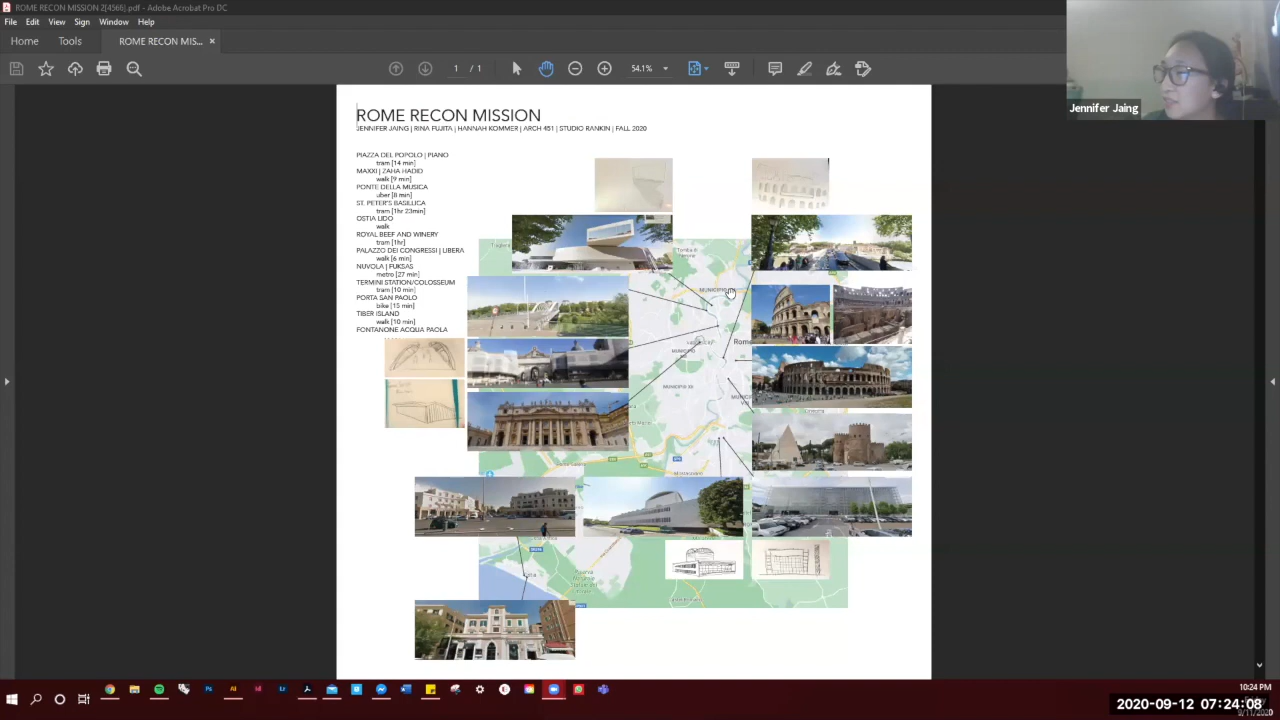 ROME RECON MISSION 2[4566].pdf - Adobe Acrobat Pro DC
File Edit View Sign Window Help
Home Tools ROME RECON MIS... ×
1 / 1 54.1%
Jennifer Jaing
ROME RECON MISSION
JENNIFER JAING | RINA FUJITA | HANNAH KOMMER | ARCH 451 | STUDIO RANKIN | FALL 2020
PIAZZA DEL POPOLO | PIANO
tram [14 min]
MAXXI | ZAHA HADID
walk [9 min]
PONTE DELLA MUSICA
uber [8 min]
ST. PETER'S BASILLICA
tram [1hr 23min]
OSTIA LIDO
walk
ROYAL BEEF AND WINERY
tram [1hr]
PALAZZO DEI CONGRESSI | LIBERA
walk [6 min]
NUVOLA | FUKSAS
metro [27 min]
TERMINI STATION/COLOSSEUM
tram [10 min]
PORTA SAN PAOLO
bike [15 min]
TIBER ISLAND
walk [10 min]
FONTANONE ACQUA PAOLA
MUNICIPIO
Rome
MUNICIPIO
MUNICIPIO XII
10:24 PM
2020-09-12 07:24:08